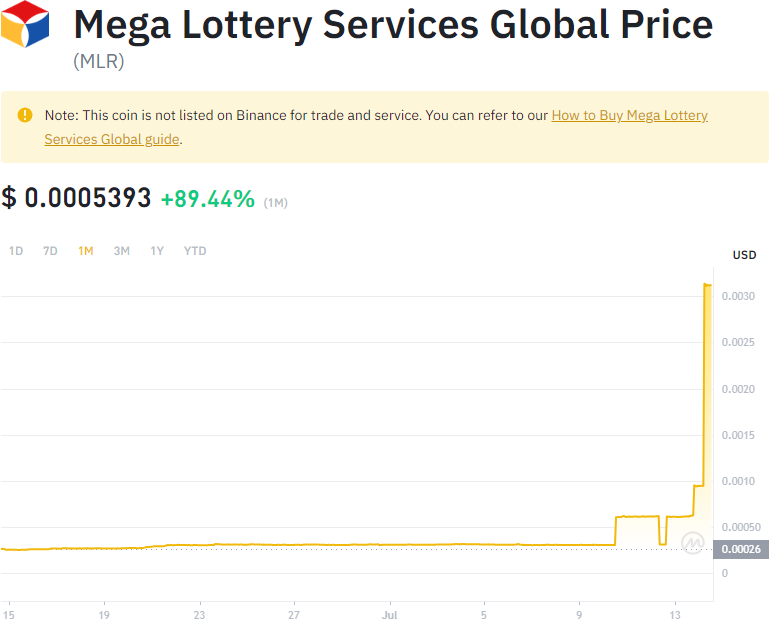 Mega Lottery Services Global Price
(MLR)
Note: This coin is not listed on Binance for trade and service. You can refer to our How to Buy Mega Lottery
Services Global guide.
$ 0.0005393 +89.44% (1M)
1D 7D 1M 3M 1Y YTD
USD
0.0030
0.0025
0.0020
0.0015
0.0010
0.00050
0.00026
0
15 19 23 27 Jul 5 9 13